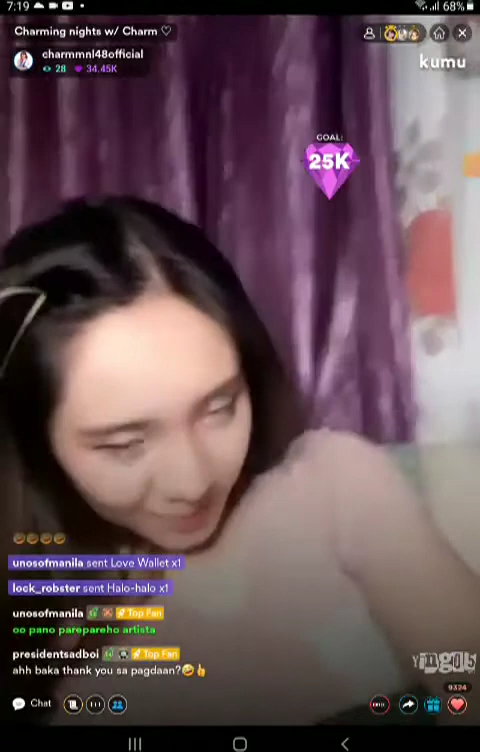 7:19
68%
Charming nights w/ Charm ♡
charmmnl48official
28 34.45K
kumu
GOAL:
25K
unosofmanila sent Love Wallet x1
lock_robster sent Halo-halo x1
unosofmanila Top Fan
oo pano parepareho artista
presidentsadboi Top Fan
ahh baka thank you sa pagdaan?🤣👆
9324
Chat